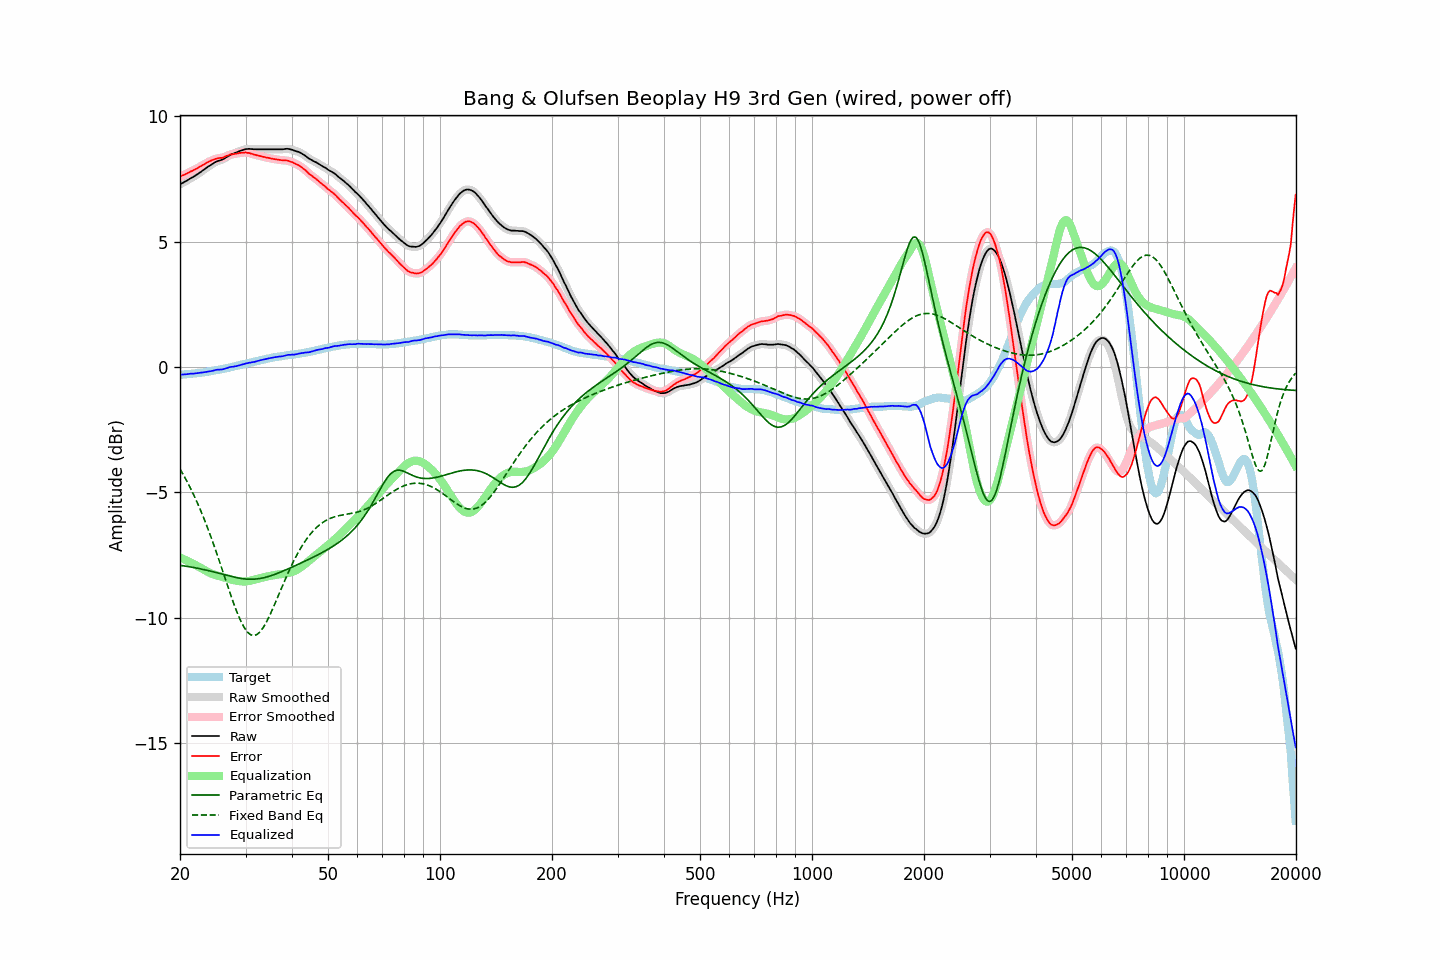 Bang & Olufsen Beoplay H9 3rd Gen (wired, power off)
10
5
0
−5
−10
−15
Amplitude (dBr)
Target
Raw Smoothed
Error Smoothed
Raw
Error
Equalization
Parametric Eq
Fixed Band Eq
Equalized
20 50 100 200 500 1000 2000 5000 10000 20000
Frequency (Hz)